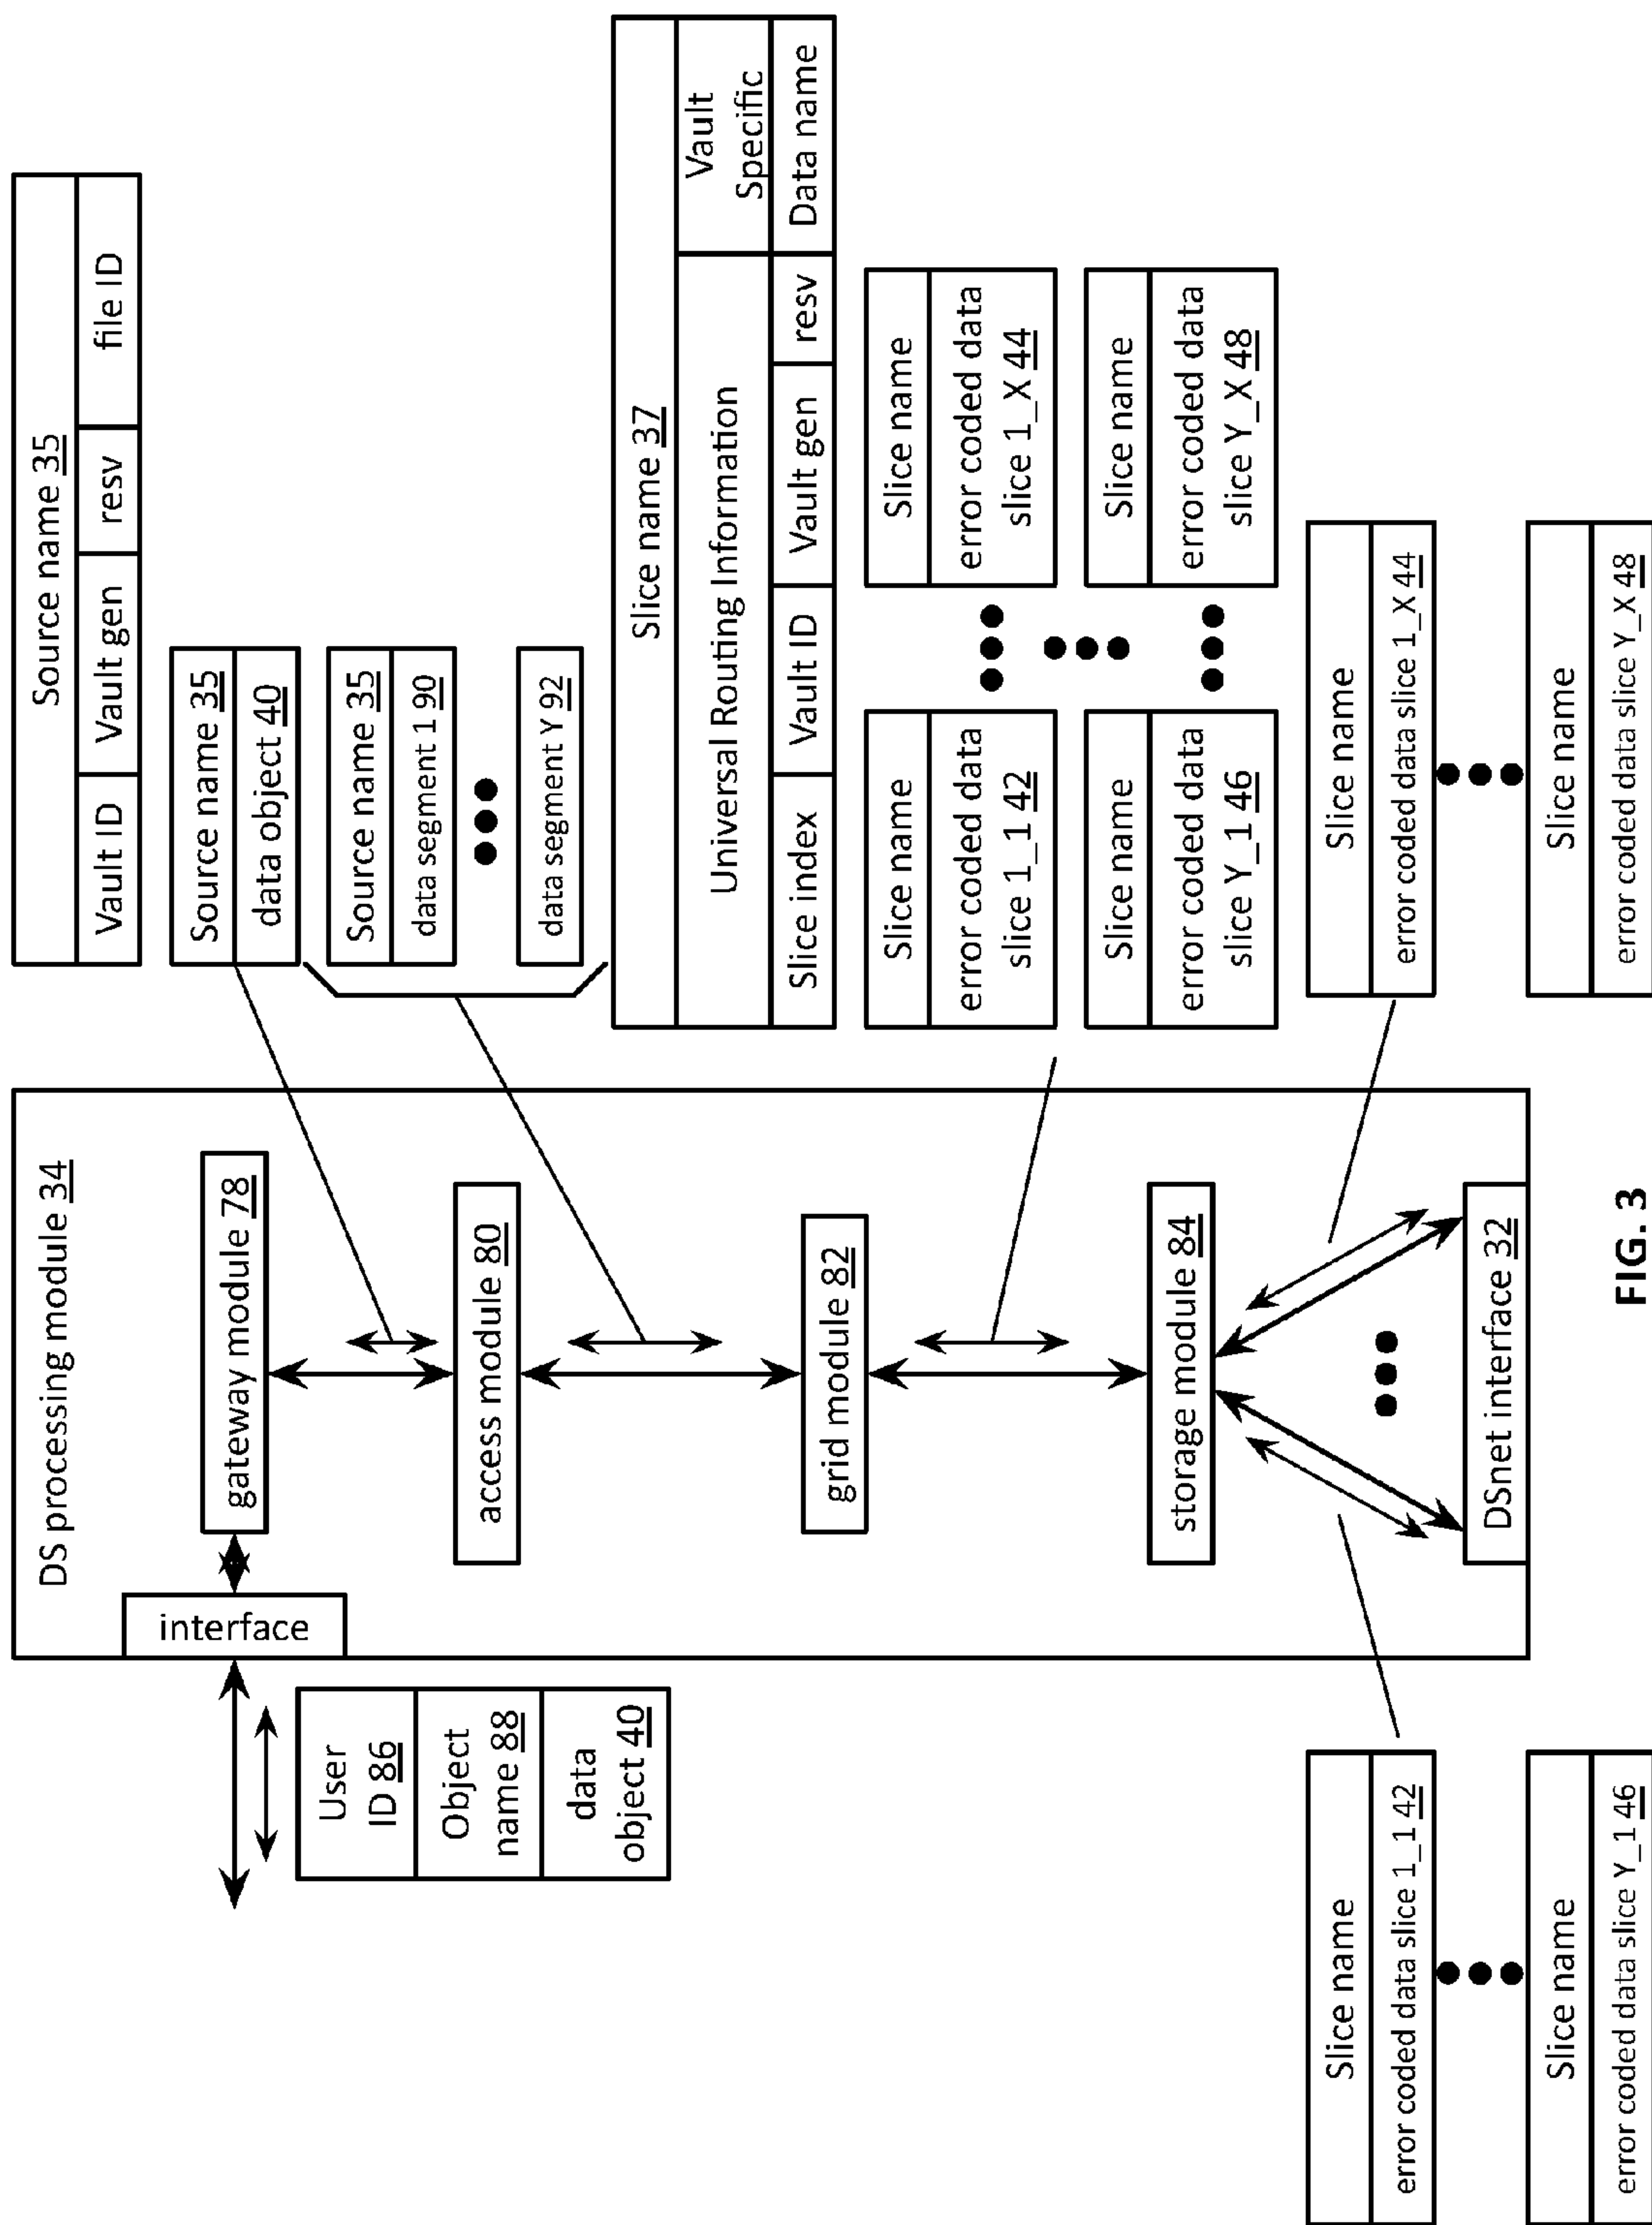 DS processing module 34
interface
gateway module 78
access module 80
grid module 82
storage module 84
DSnet interface 32
User
ID 86
Object
name 88
data
object 40
Source name 35
Vault ID
Vault gen
resv
file ID
Source name 35
data object 40
Source name 35
data segment 1 90
data segment Y 92
Slice name 37
Universal Routing Information
Vault
Specific
Slice index
Vault ID
Vault gen
resv
Data name
Slice name
error coded data
slice 1_1 42
Slice name
error coded data
slice 1_X 44
Slice name
error coded data
slice Y_1 46
Slice name
error coded data
slice Y_X 48
Slice name
error coded data slice 1_1 42
Slice name
error coded data slice Y_1 46
Slice name
error coded data slice 1_X 44
Slice name
error coded data slice Y_X 48
FIG. 3